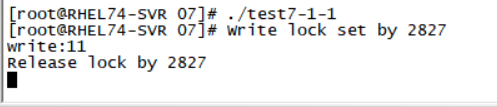 [root@RHEL74-SVR 07]# ./test7-1-1
[root@RHEL74-SVR 07]# Write lock set by 2827
write:11
Release lock by 2827